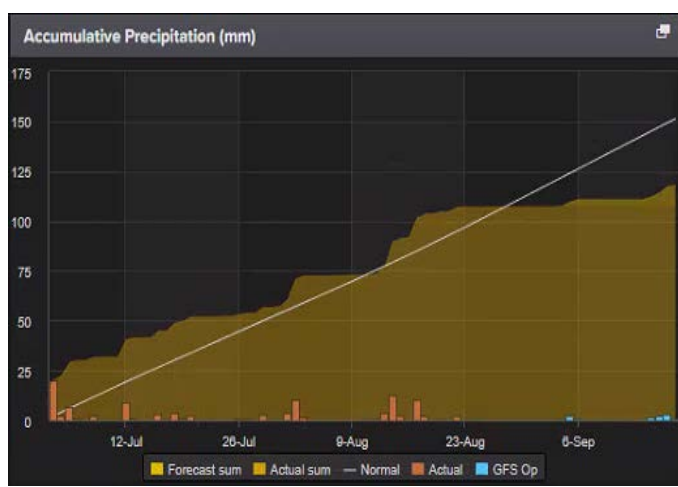 Accumulative Precipitation (mm)
175
150
125
100
75
50
25
0
12-Jul 26-Jul 9-Aug 23-Aug 6-Sep
Forecast sum Actual sum Normal Actual GFS Op